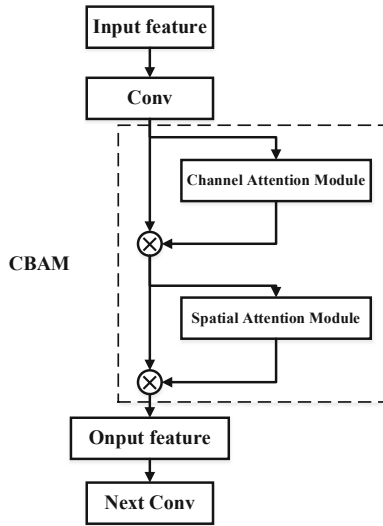 Input feature
Conv
Channel Attention Module
CBAM
Spatial Attention Module
Onput feature
Next Conv